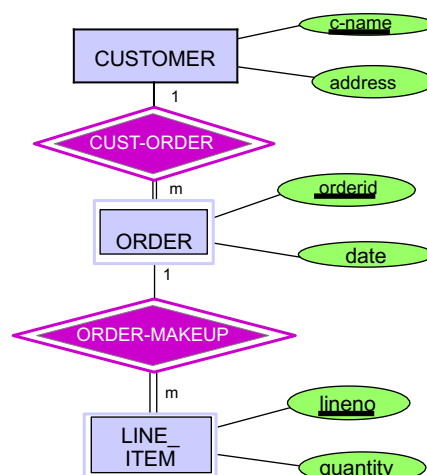 c-name
CUSTOMER
address
1
CUST-ORDER
m
orderid
ORDER
date
1
ORDER-MAKEUP
m
lineno
LINE_
ITEM
quantity